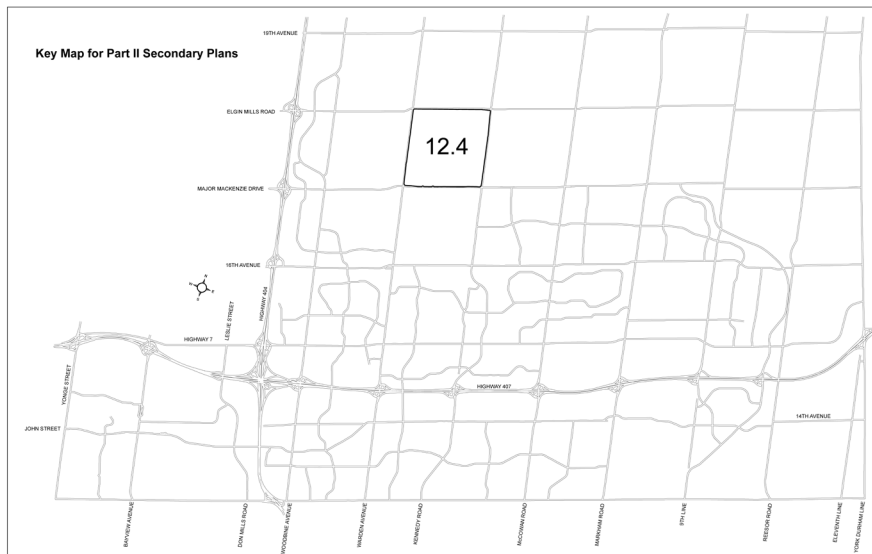 19TH AVENUE
Key Map for Part II Secondary Plans
ELGIN MILLS ROAD
12.4
MAJOR MACKENZIE DRIVE
16TH AVENUE
N
W
E
S
HIGHWAY 404
LESLIE STREET
HIGHWAY 7
YONGE STREET
HIGHWAY 407
14TH AVENUE
JOHN STREET
BAYVIEW AVENUE
DON MILLS ROAD
WOODBINE AVENUE
WARDEN AVENUE
KENNEDY ROAD
McCOWAN ROAD
MARKHAM ROAD
9TH LINE
REESOR ROAD
ELEVENTH LINE
YORK DURHAM LINE